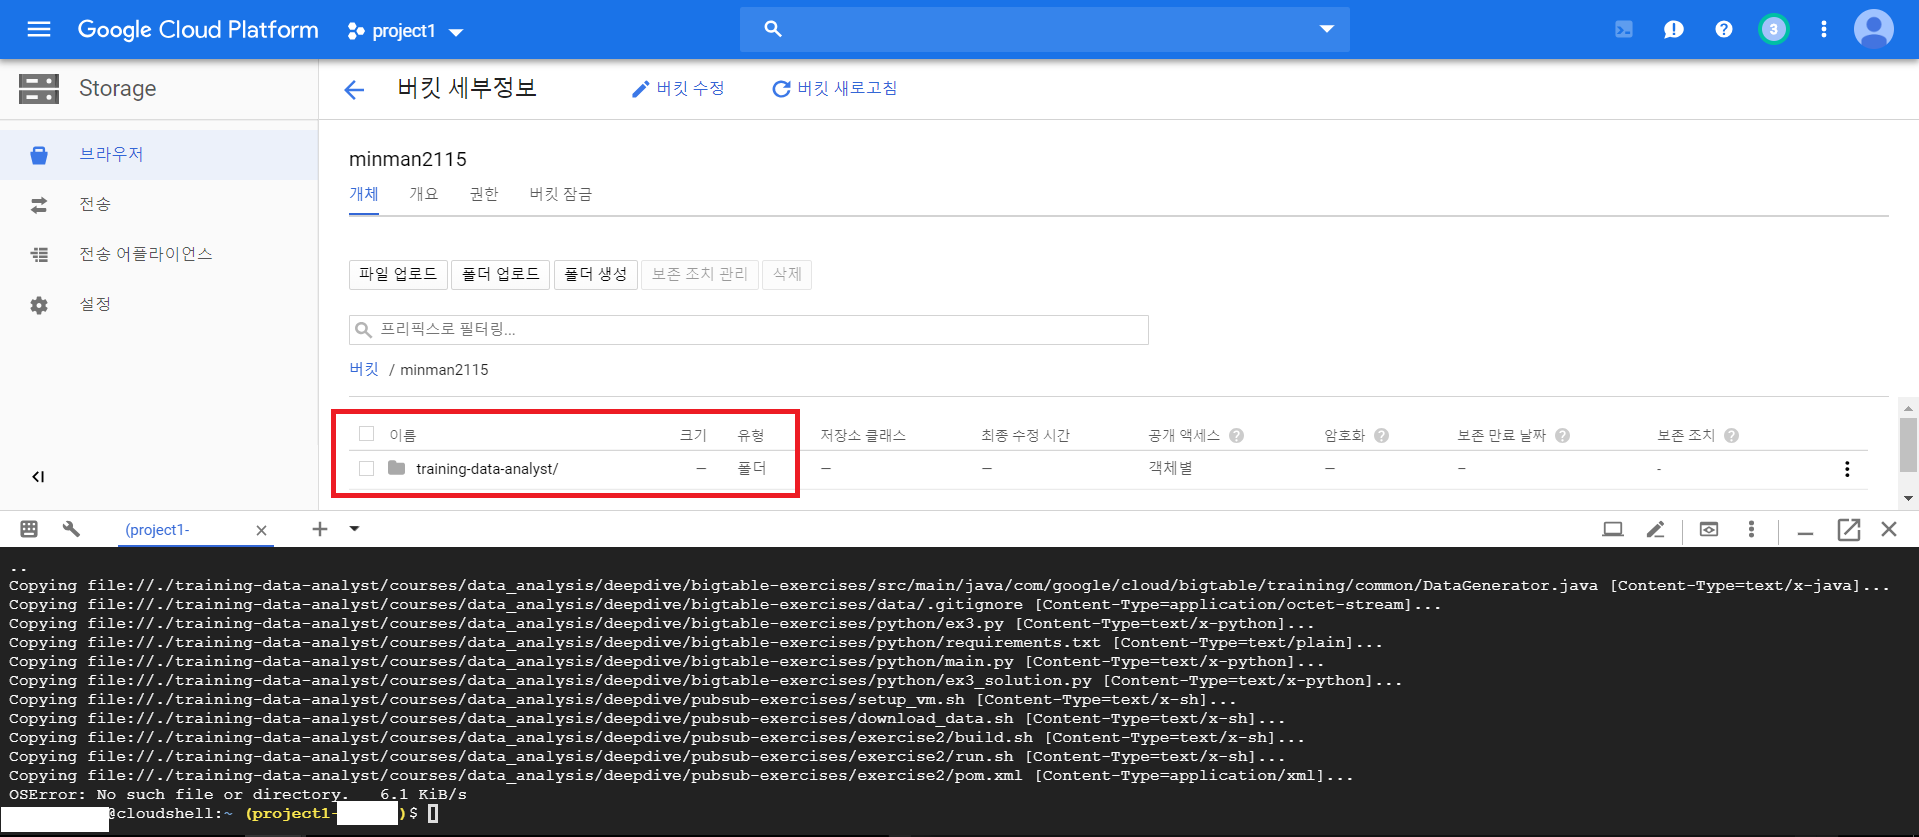 Google Cloud Platform project1 3
Storage 버킷 세부정보 버킷 수정 버킷 새로고침
브라우저
전송
전송 어플라이언스
설정
minman2115
개체 개요 권한 버킷 잠금
파일 업로드 폴더 업로드 폴더 생성 보존 조치 관리 삭제
프리픽스로 필터링...
버킷 / minman2115
이름 크기 유형 저장소 클래스 최종 수정 시간 공개 액세스 ? 암호화 ? 보존 만료 날짜 ? 보존 조치 ?
training-data-analyst/ — 폴더 — — 객체별 — – -
(project1-
..
Copying file://./training-data-analyst/courses/data_analysis/deepdive/bigtable-exercises/src/main/java/com/google/cloud/bigtable/training/common/DataGenerator.java [Content-Type=text/x-java]...
Copying file://./training-data-analyst/courses/data_analysis/deepdive/bigtable-exercises/data/.gitignore [Content-Type=application/octet-stream]...
Copying file://./training-data-analyst/courses/data_analysis/deepdive/bigtable-exercises/python/ex3.py [Content-Type=text/x-python]...
Copying file://./training-data-analyst/courses/data_analysis/deepdive/bigtable-exercises/python/requirements.txt [Content-Type=text/plain]...
Copying file://./training-data-analyst/courses/data_analysis/deepdive/bigtable-exercises/python/main.py [Content-Type=text/x-python]...
Copying file://./training-data-analyst/courses/data_analysis/deepdive/bigtable-exercises/python/ex3_solution.py [Content-Type=text/x-python]...
Copying file://./training-data-analyst/courses/data_analysis/deepdive/pubsub-exercises/setup_vm.sh [Content-Type=text/x-sh]...
Copying file://./training-data-analyst/courses/data_analysis/deepdive/pubsub-exercises/download_data.sh [Content-Type=text/x-sh]...
Copying file://./training-data-analyst/courses/data_analysis/deepdive/pubsub-exercises/exercise2/build.sh [Content-Type=text/x-sh]...
Copying file://./training-data-analyst/courses/data_analysis/deepdive/pubsub-exercises/exercise2/run.sh [Content-Type=text/x-sh]...
Copying file://./training-data-analyst/courses/data_analysis/deepdive/pubsub-exercises/exercise2/pom.xml [Content-Type=application/xml]...
OSError: No such file or directory. 6.1 KiB/s
@cloudshell:~ (project1- )$